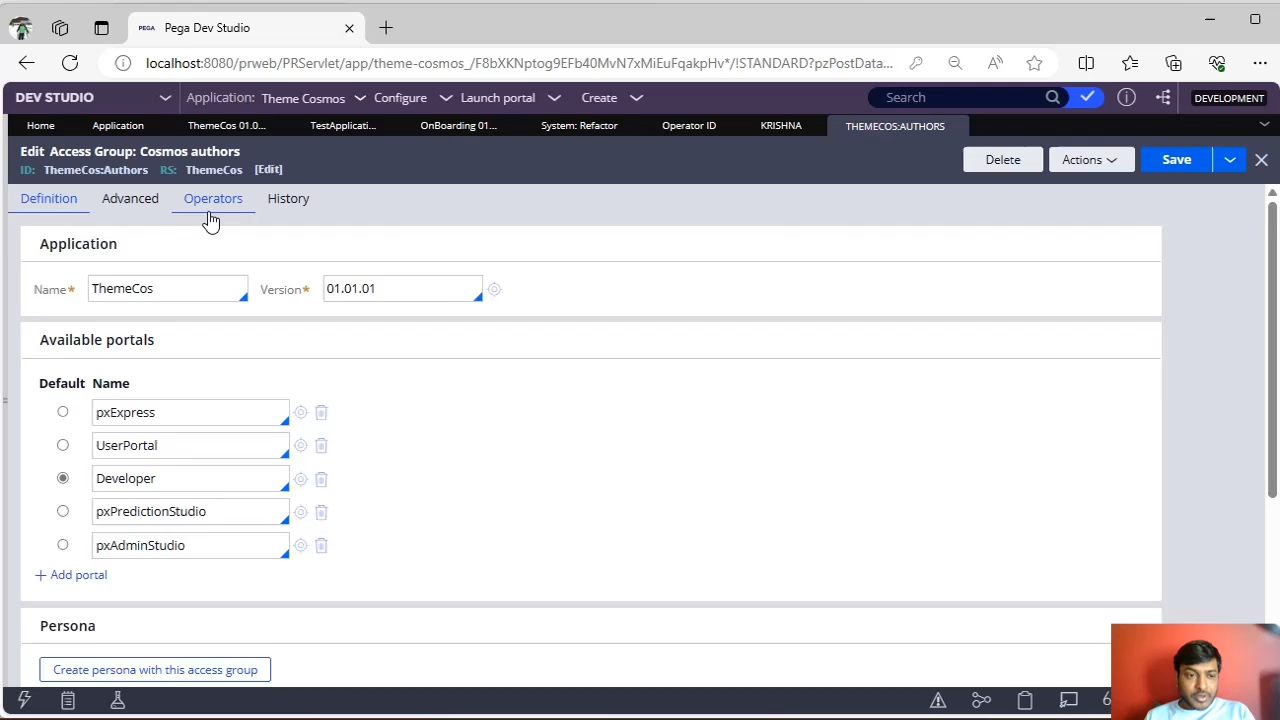 PEGA Pega Dev Studio
localhost:8080/prweb/PRServlet/app/theme-cosmos_/F8bXKNptog9EFb40MvN7xMiEuFqakpHv*/!STANDARD?pzPostData...
DEV STUDIO Application: Theme Cosmos Configure Launch portal Create Search DEVELOPMENT
Home Application ThemeCos 01.0... TestApplicati... OnBoarding 01... System: Refactor Operator ID KRISHNA THEMECOS:AUTHORS
Edit Access Group: Cosmos authors
ID: ThemeCos:Authors RS: ThemeCos [Edit]
Delete Actions Save
Definition Advanced Operators History
Application
Name* ThemeCos Version* 01.01.01
Available portals
Default Name
pxExpress
UserPortal
Developer
pxPredictionStudio
pxAdminStudio
+ Add portal
Persona
Create persona with this access group
6